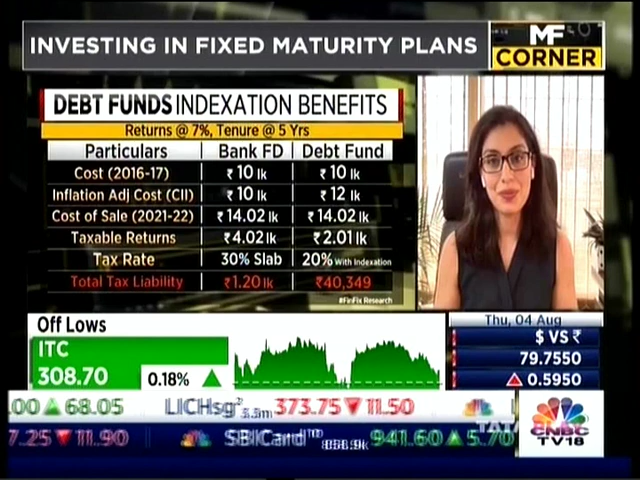 INVESTING IN FIXED MATURITY PLANS
MF
CORNER
DEBT FUNDS INDEXATION BENEFITS
Returns @ 7%, Tenure @ 5 Yrs
Particulars Bank FD Debt Fund
Cost (2016-17) ₹10 lk ₹10 lk
Inflation Adj Cost (CII) ₹10 lk ₹12 lk
Cost of Sale (2021-22) ₹14.02 lk ₹14.02 lk
Taxable Returns ₹4.02 lk ₹2.01 lk
Tax Rate 30% Slab 20% With Indexation
Total Tax Liability ₹1.20 lk ₹40,349
#FinFix Research
Off Lows
ITC
308.70 0.18% ▲
Thu, 04 Aug
$ VS ₹
79.7550
▲ 0.5950
.00 ▲ 68.05 LICHsg 5.5m 373.75 ▼ 11.50
7.25 ▼ 11.90 SBICard 941.60 ▲ 5.70
CNBC
TV18